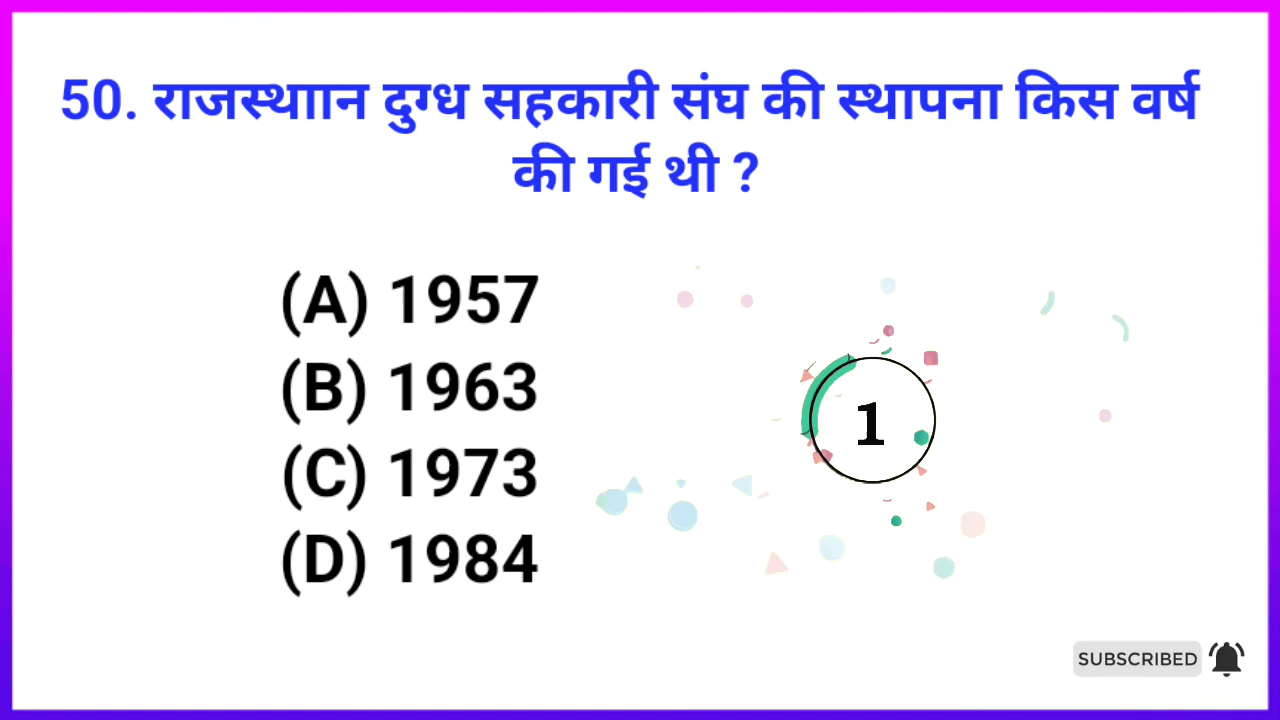 50. राजस्थाान दुग्ध सहकारी संघ की स्थापना किस वर्ष
की गई थी ?
(A) 1957
(B) 1963
(C) 1973
(D) 1984
1
SUBSCRIBED